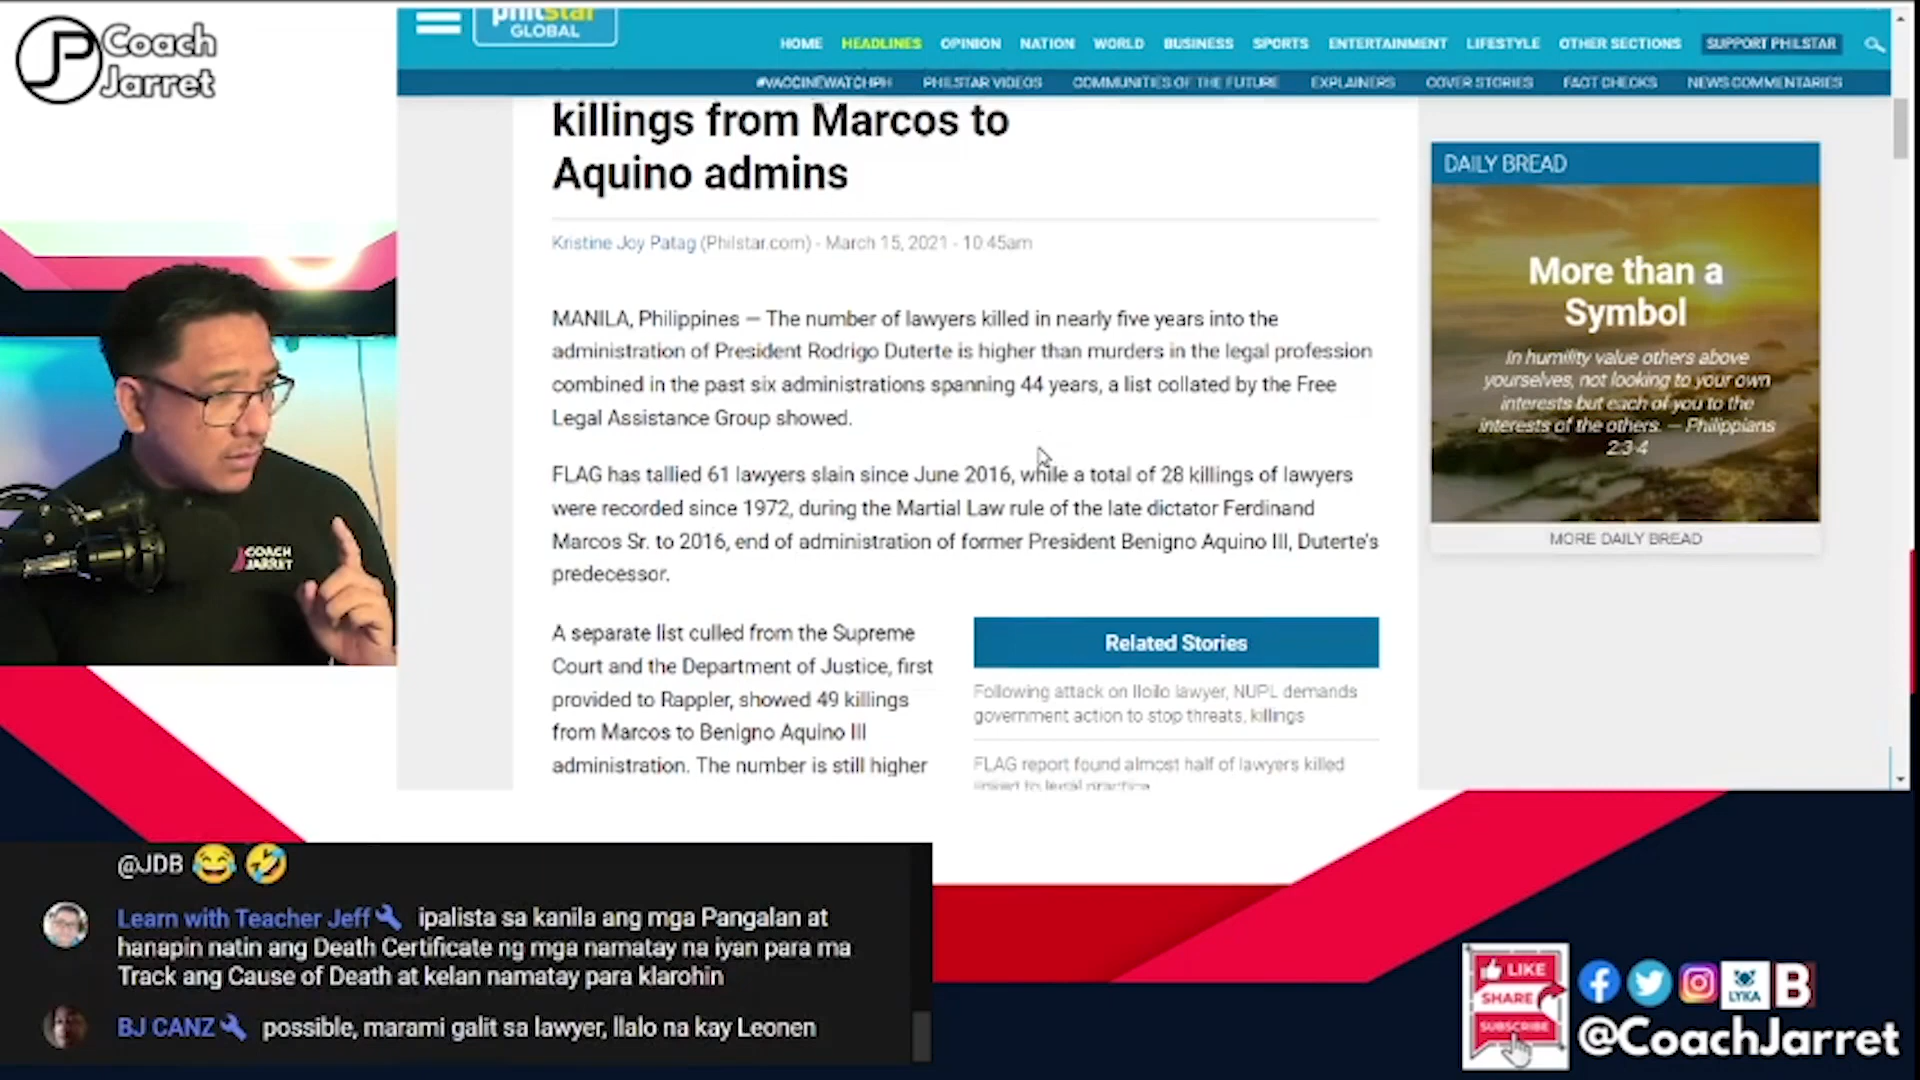 Coach
Jarret
philstar
GLOBAL
HOME HEADLINES OPINION NATION WORLD BUSINESS SPORTS ENTERTAINMENT LIFESTYLE OTHER SECTIONS SUPPORT PHILSTAR
#VACCINEWATCHPH PHILSTAR VIDEOS COMMUNITIES OF THE FUTURE EXPLAINERS COVER STORIES FACT CHECKS NEWS COMMENTARIES
killings from Marcos to
Aquino admins
Kristine Joy Patag (Philstar.com) - March 15, 2021 - 10:45am
MANILA, Philippines — The number of lawyers killed in nearly five years into the
administration of President Rodrigo Duterte is higher than murders in the legal profession
combined in the past six administrations spanning 44 years, a list collated by the Free
Legal Assistance Group showed.
FLAG has tallied 61 lawyers slain since June 2016, while a total of 28 killings of lawyers
were recorded since 1972, during the Martial Law rule of the late dictator Ferdinand
Marcos Sr. to 2016, end of administration of former President Benigno Aquino III, Duterte's
predecessor.
A separate list culled from the Supreme
Court and the Department of Justice, first
provided to Rappler, showed 49 killings
from Marcos to Benigno Aquino III
administration. The number is still higher
Related Stories
Following attack on Iloilo lawyer, NUPL demands
government action to stop threats, killings
FLAG report found almost half of lawyers killed
linked to legal practice
DAILY BREAD
More than a
Symbol
In humility value others above
yourselves, not looking to your own
interests but each of you to the
interests of the others. — Philippians
2:3-4
MORE DAILY BREAD
COACH
JARRET
@JDB 😂 🤣
Learn with Teacher Jeff ipalista sa kanila ang mga Pangalan at
hanapin natin ang Death Certificate ng mga namatay na iyan para ma
Track ang Cause of Death at kelan namatay para klarohin
BJ CANZ possible, marami galit sa lawyer, llalo na kay Leonen
LIKE
SHARE
SUBSCRIBE
LYKA
B
@CoachJarret